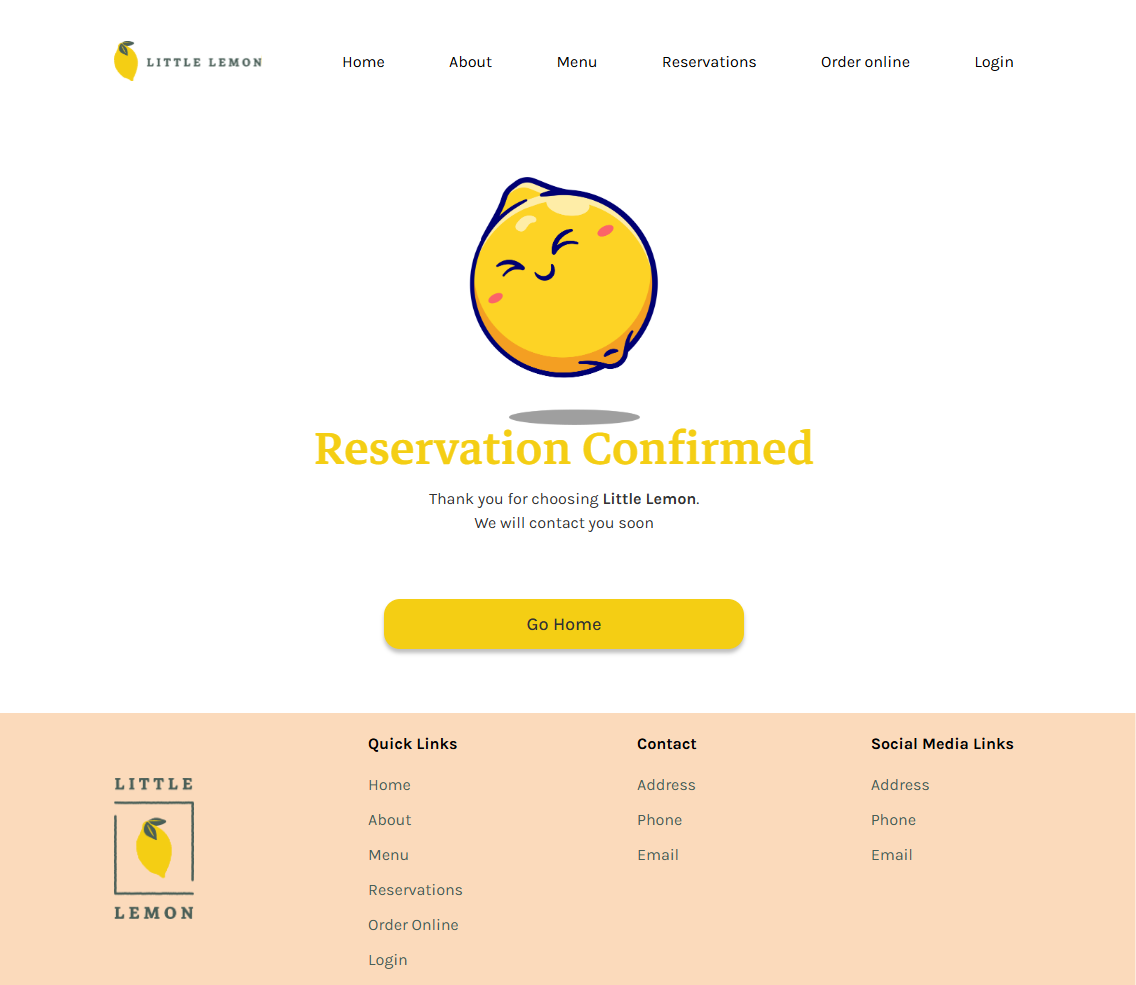 LITTLE LEMON
Home About Menu Reservations Order online Login
Reservation Confirmed
Thank you for choosing Little Lemon.
We will contact you soon
Go Home
LITTLE
LEMON
Quick Links
Home
About
Menu
Reservations
Order Online
Login
Contact
Address
Phone
Email
Social Media Links
Address
Phone
Email